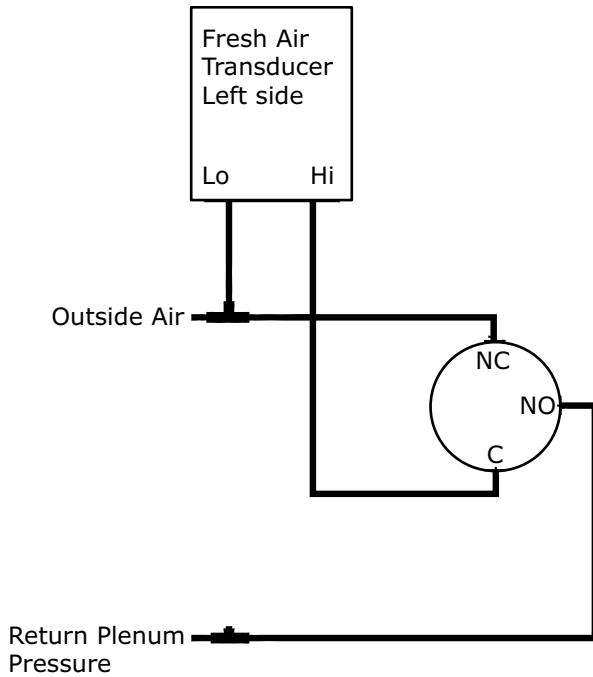 Fresh Air
Transducer
Left side
Lo Hi
Outside Air
NC
NO
C
Return Plenum
Pressure